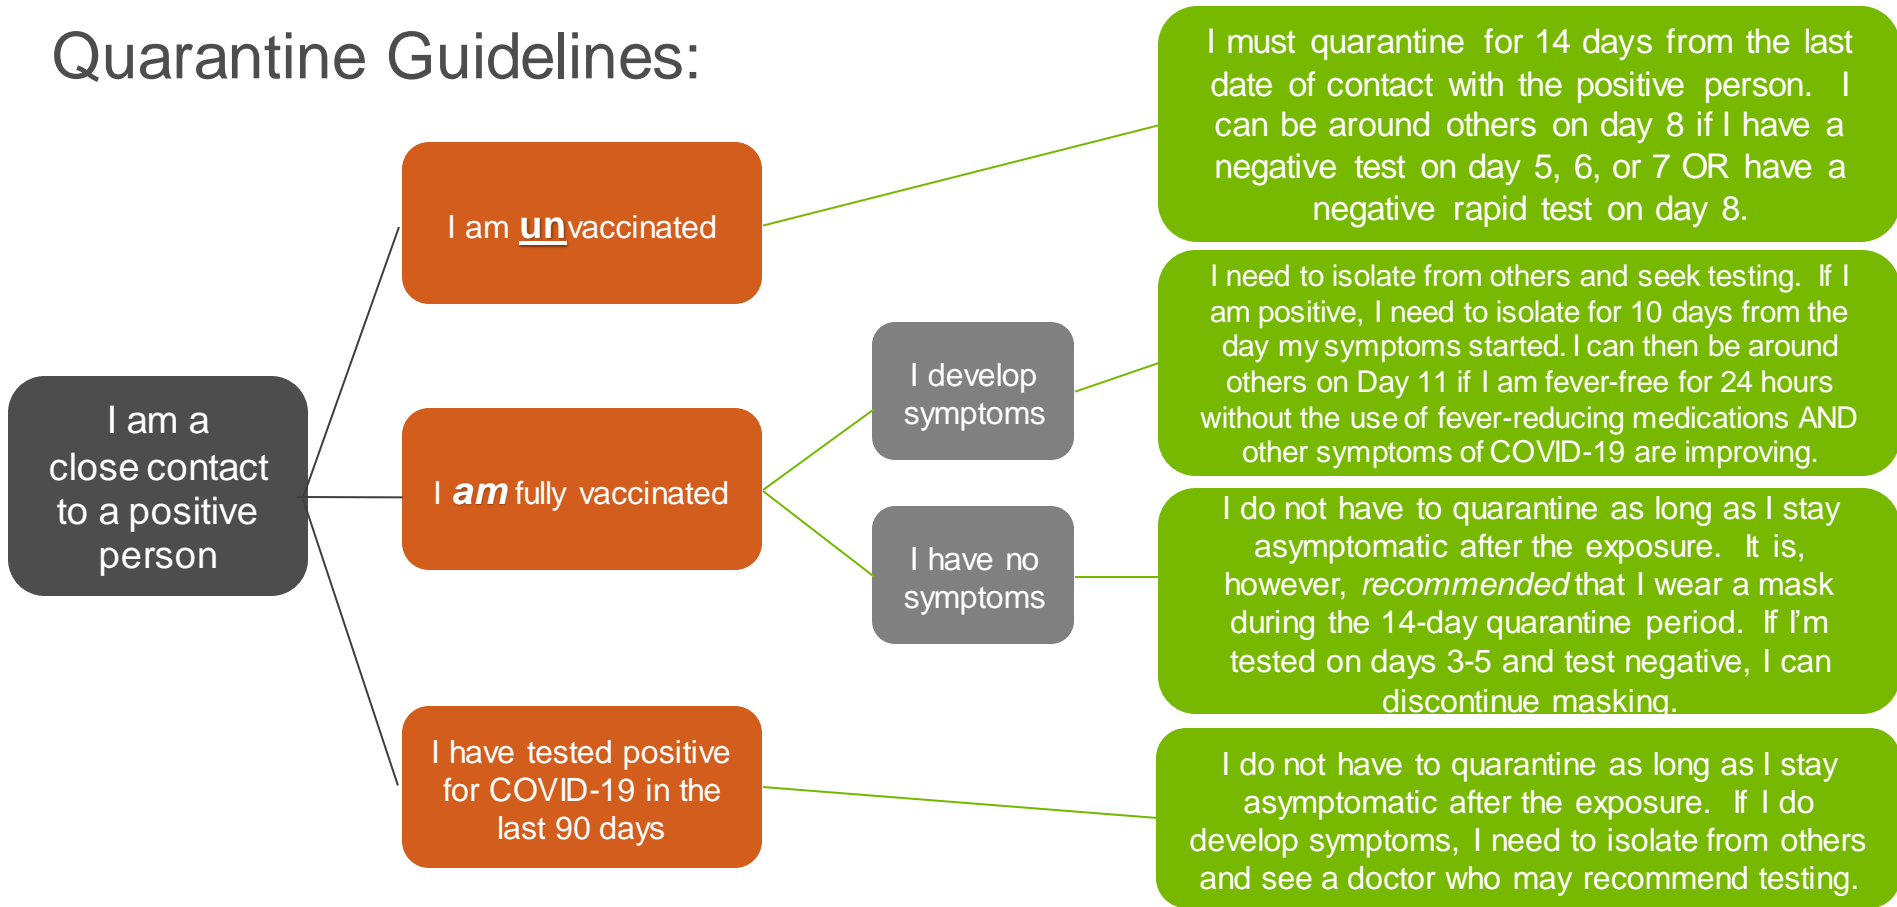 Quarantine Guidelines:
I am a
close contact
to a positive
person
I am unvaccinated
I must quarantine for 14 days from the last
date of contact with the positive person. I
can be around others on day 8 if I have a
negative test on day 5, 6, or 7 OR have a
negative rapid test on day 8.
I am fully vaccinated
I develop
symptoms
I need to isolate from others and seek testing. If I
am positive, I need to isolate for 10 days from the
day my symptoms started. I can then be around
others on Day 11 if I am fever-free for 24 hours
without the use of fever-reducing medications AND
other symptoms of COVID-19 are improving.
I have no
symptoms
I do not have to quarantine as long as I stay
asymptomatic after the exposure. It is,
however, recommended that I wear a mask
during the 14-day quarantine period. If I’m
tested on days 3-5 and test negative, I can
discontinue masking.
I have tested positive
for COVID-19 in the
last 90 days
I do not have to quarantine as long as I stay
asymptomatic after the exposure. If I do
develop symptoms, I need to isolate from others
and see a doctor who may recommend testing.